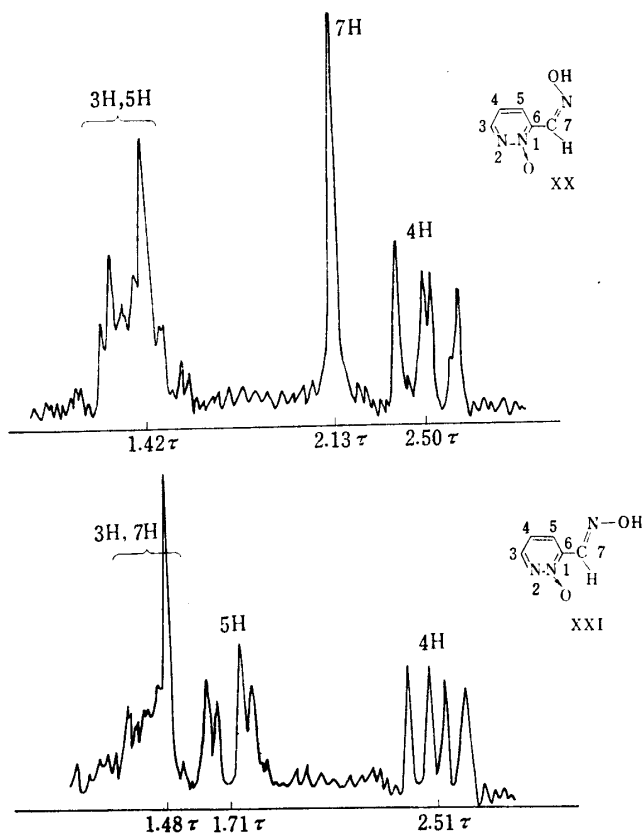 7H
3H, 5H
4H
OH
N
4
5
3
6
C
7
2
N
N
1
H
O
XX
1.42 τ
2.13 τ
2.50 τ
3H, 7H
5H
4H
N—OH
4
5
3
6
C
7
N
N
2
1
H
O
XXI
1.48 τ
1.71 τ
2.51 τ